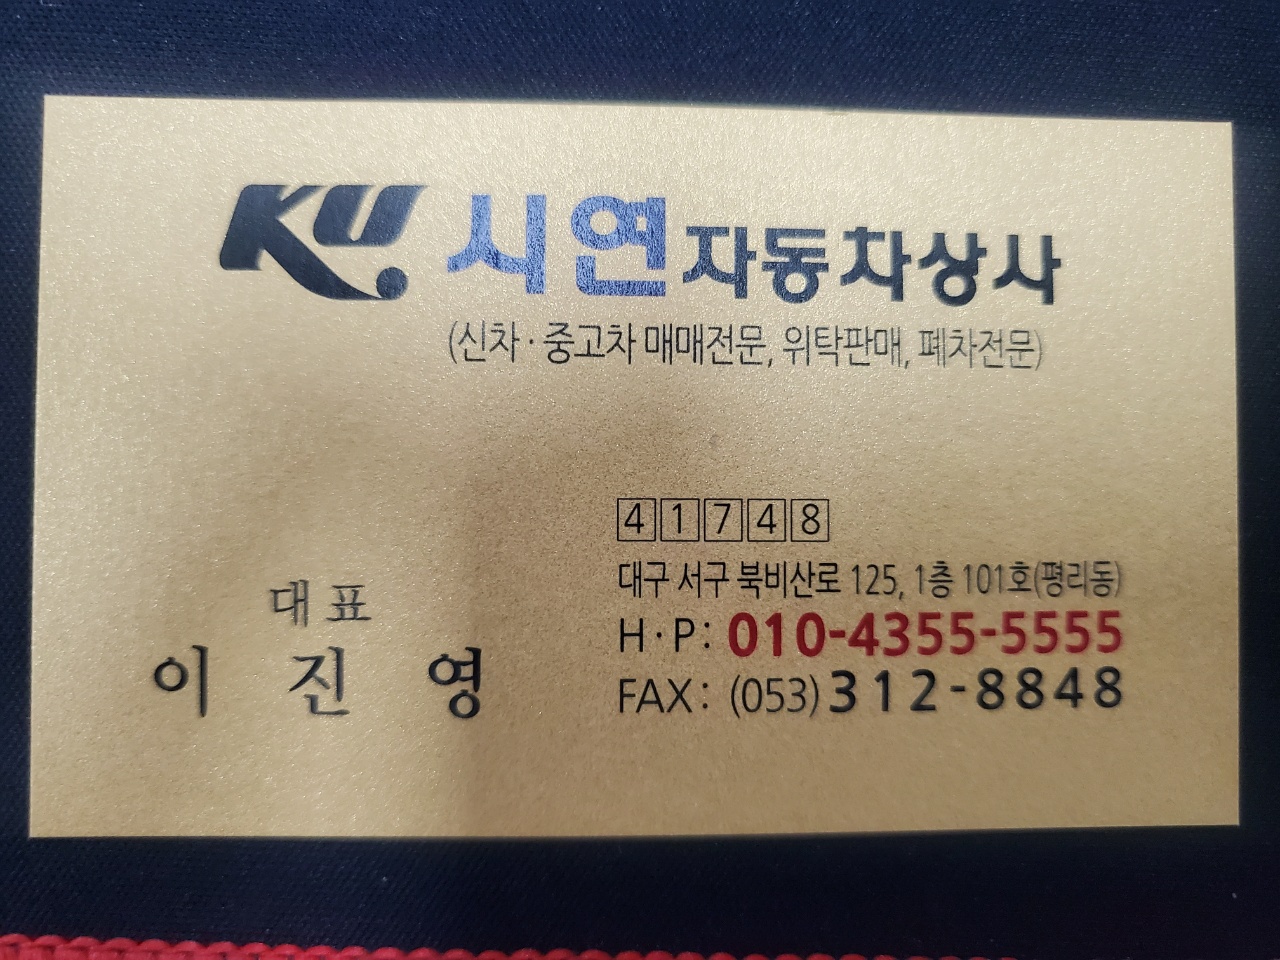 KU 시연자동차상사
(신차·중고차 매매전문, 위탁판매, 폐차전문)
41748
대구 서구 북비산로 125, 1층 101호(평리동)
H·P: 010-4355-5555
FAX: (053)312-8848
대표
이진영